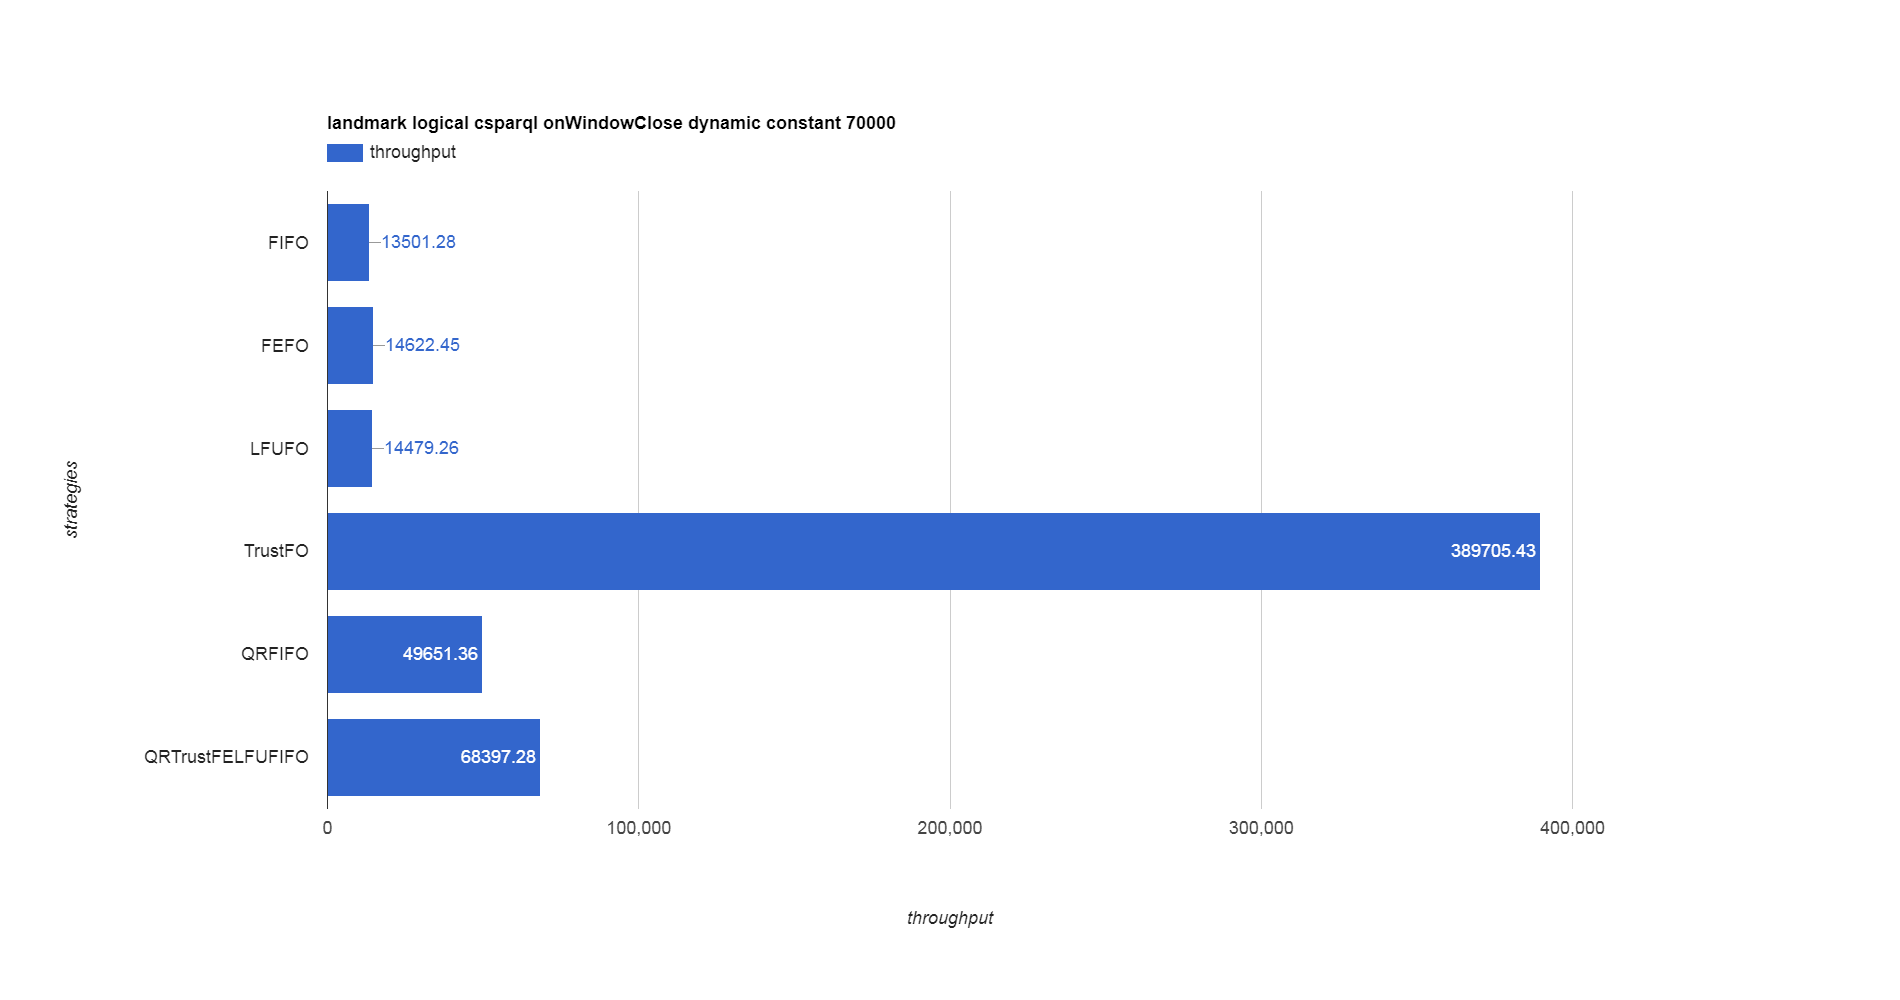 landmark logical csparql onWindowClose dynamic constant 70000
throughput
FIFO 13501.28
FEFO 14622.45
LFUFO 14479.26
TrustFO 389705.43
QRFIFO 49651.36
QRTrustFELFUFIFO 68397.28
strategies
0 100,000 200,000 300,000 400,000
throughput